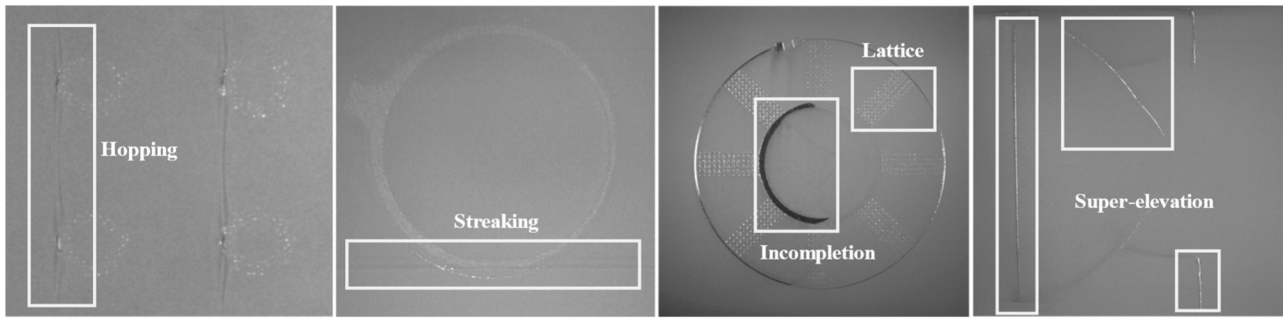 Hopping
Streaking
Lattice
Incompletion
Super-elevation